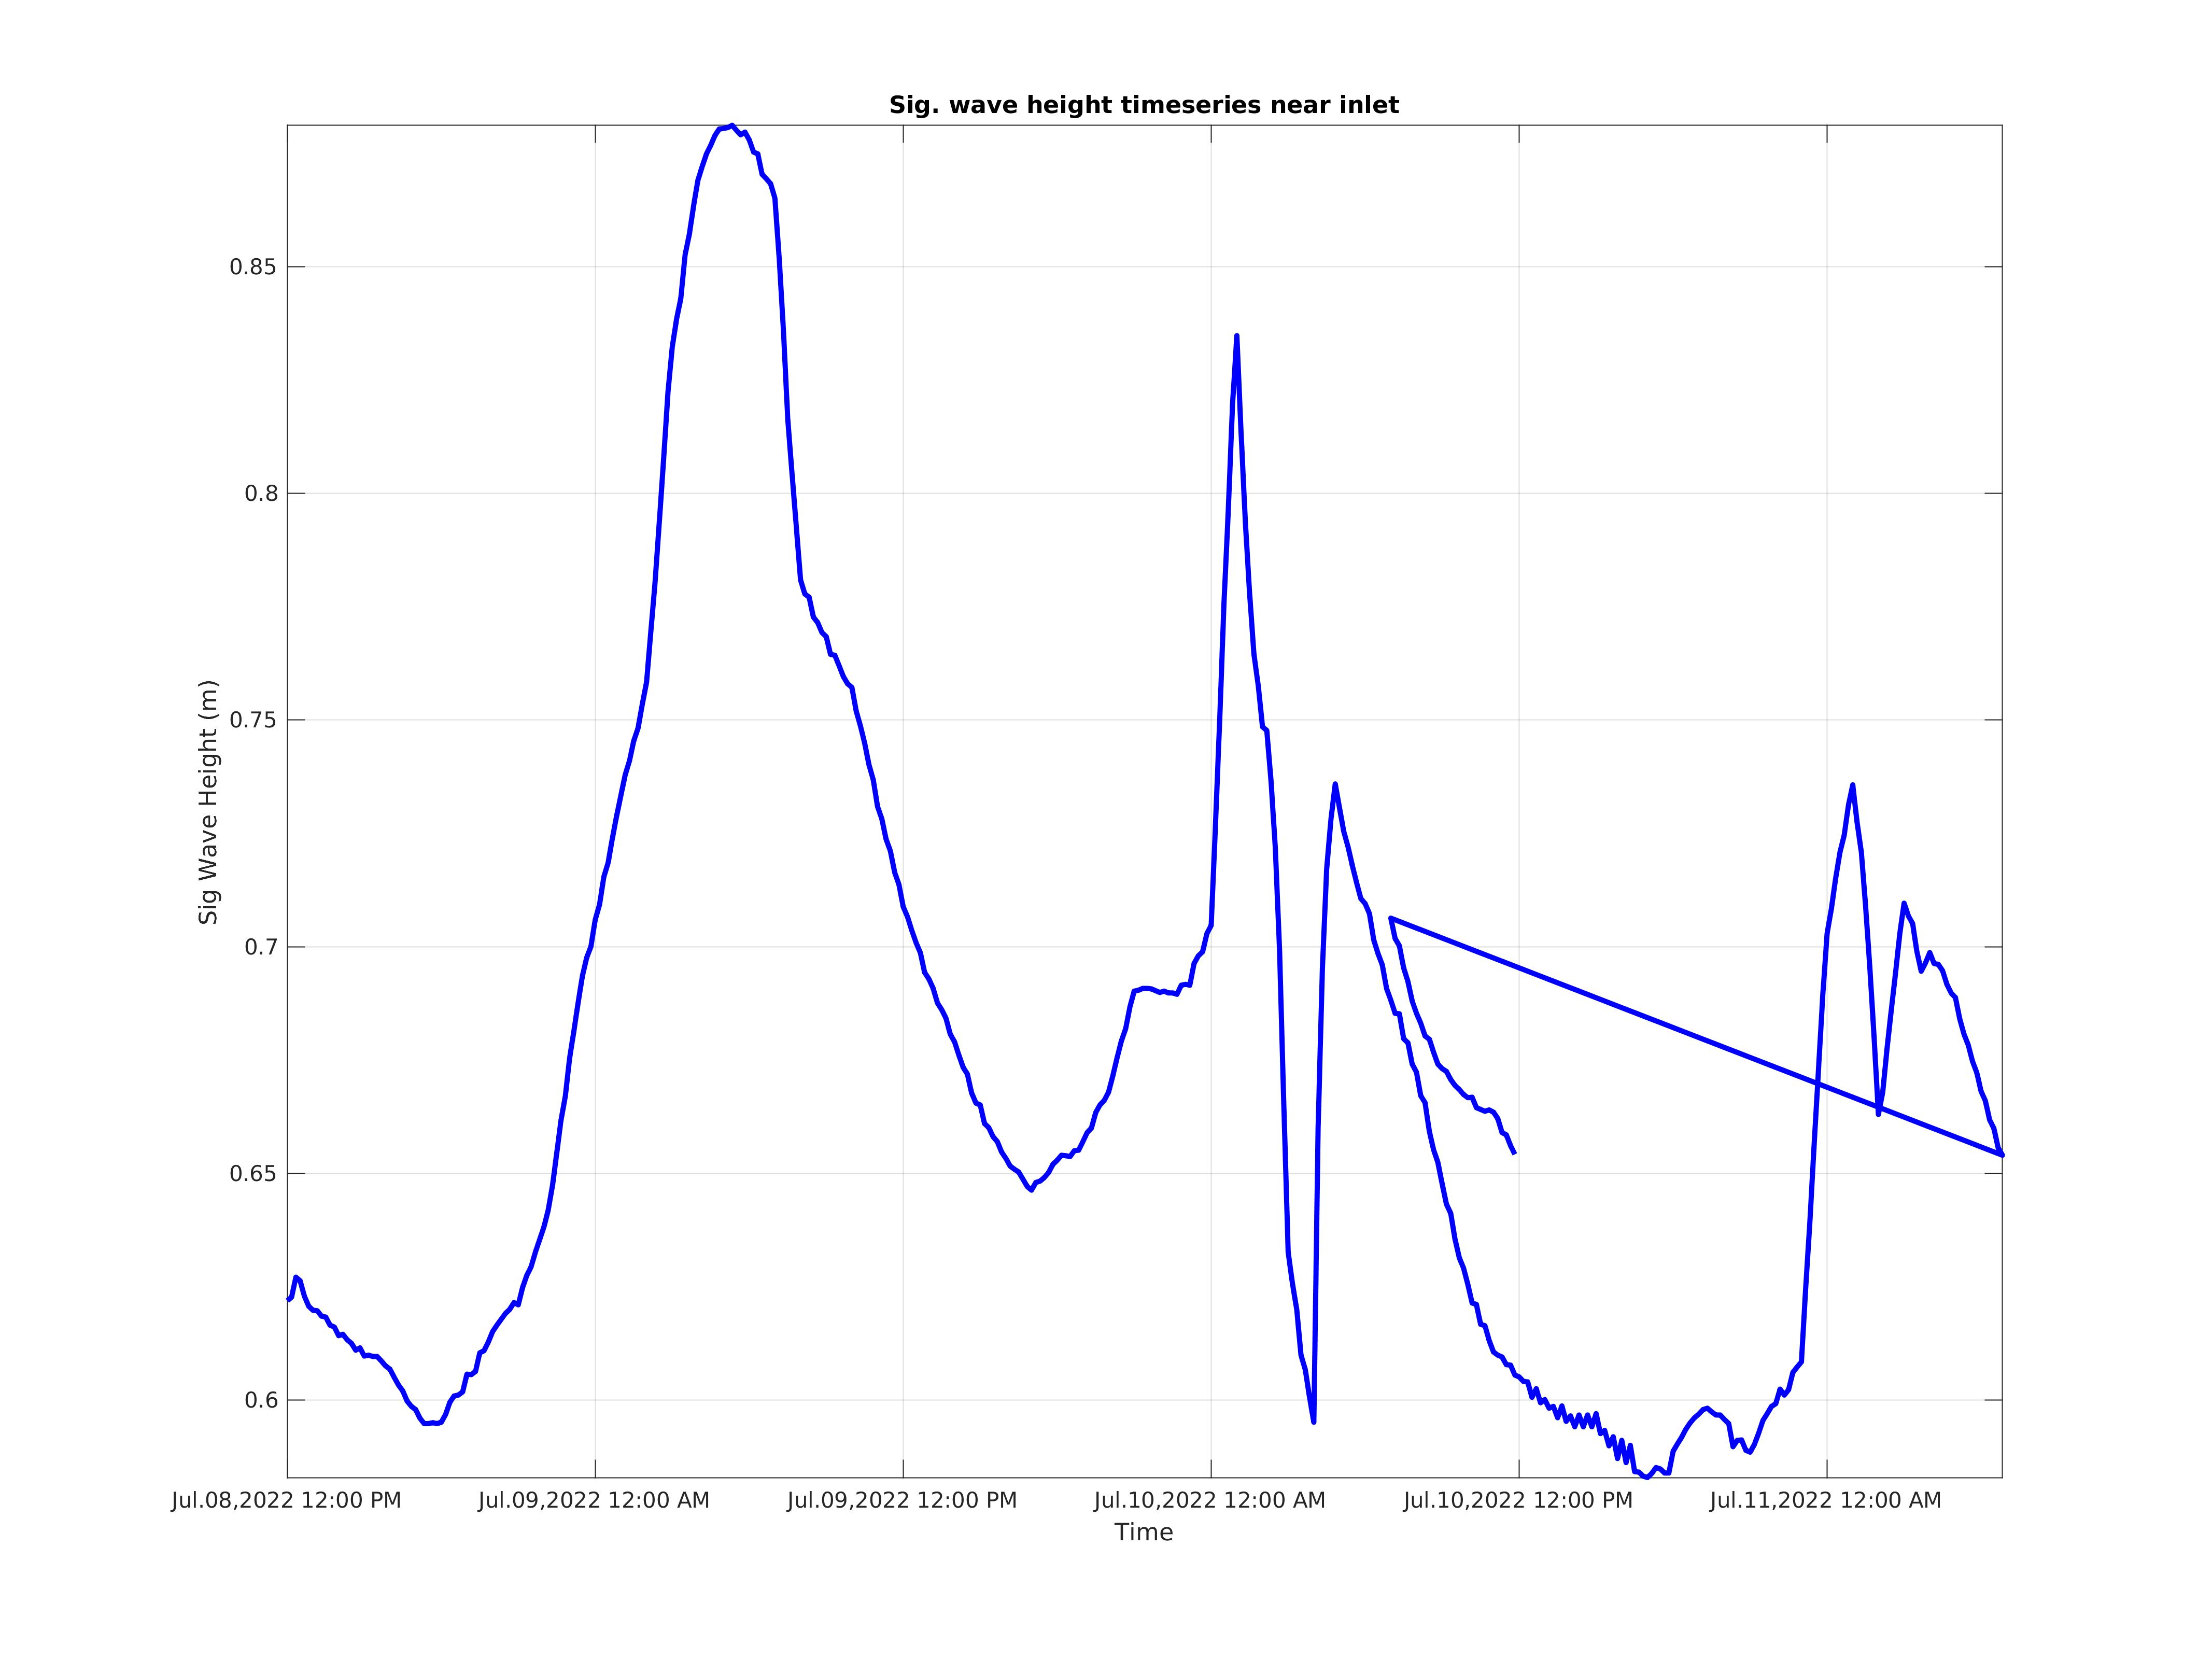 Sig. wave height timeseries near inlet
0.85
0.8
0.75
0.7
0.65
0.6
Sig Wave Height (m)
Jul.08,2022 12:00 PM Jul.09,2022 12:00 AM Jul.09,2022 12:00 PM Jul.10,2022 12:00 AM Jul.10,2022 12:00 PM Jul.11,2022 12:00 AM
Time